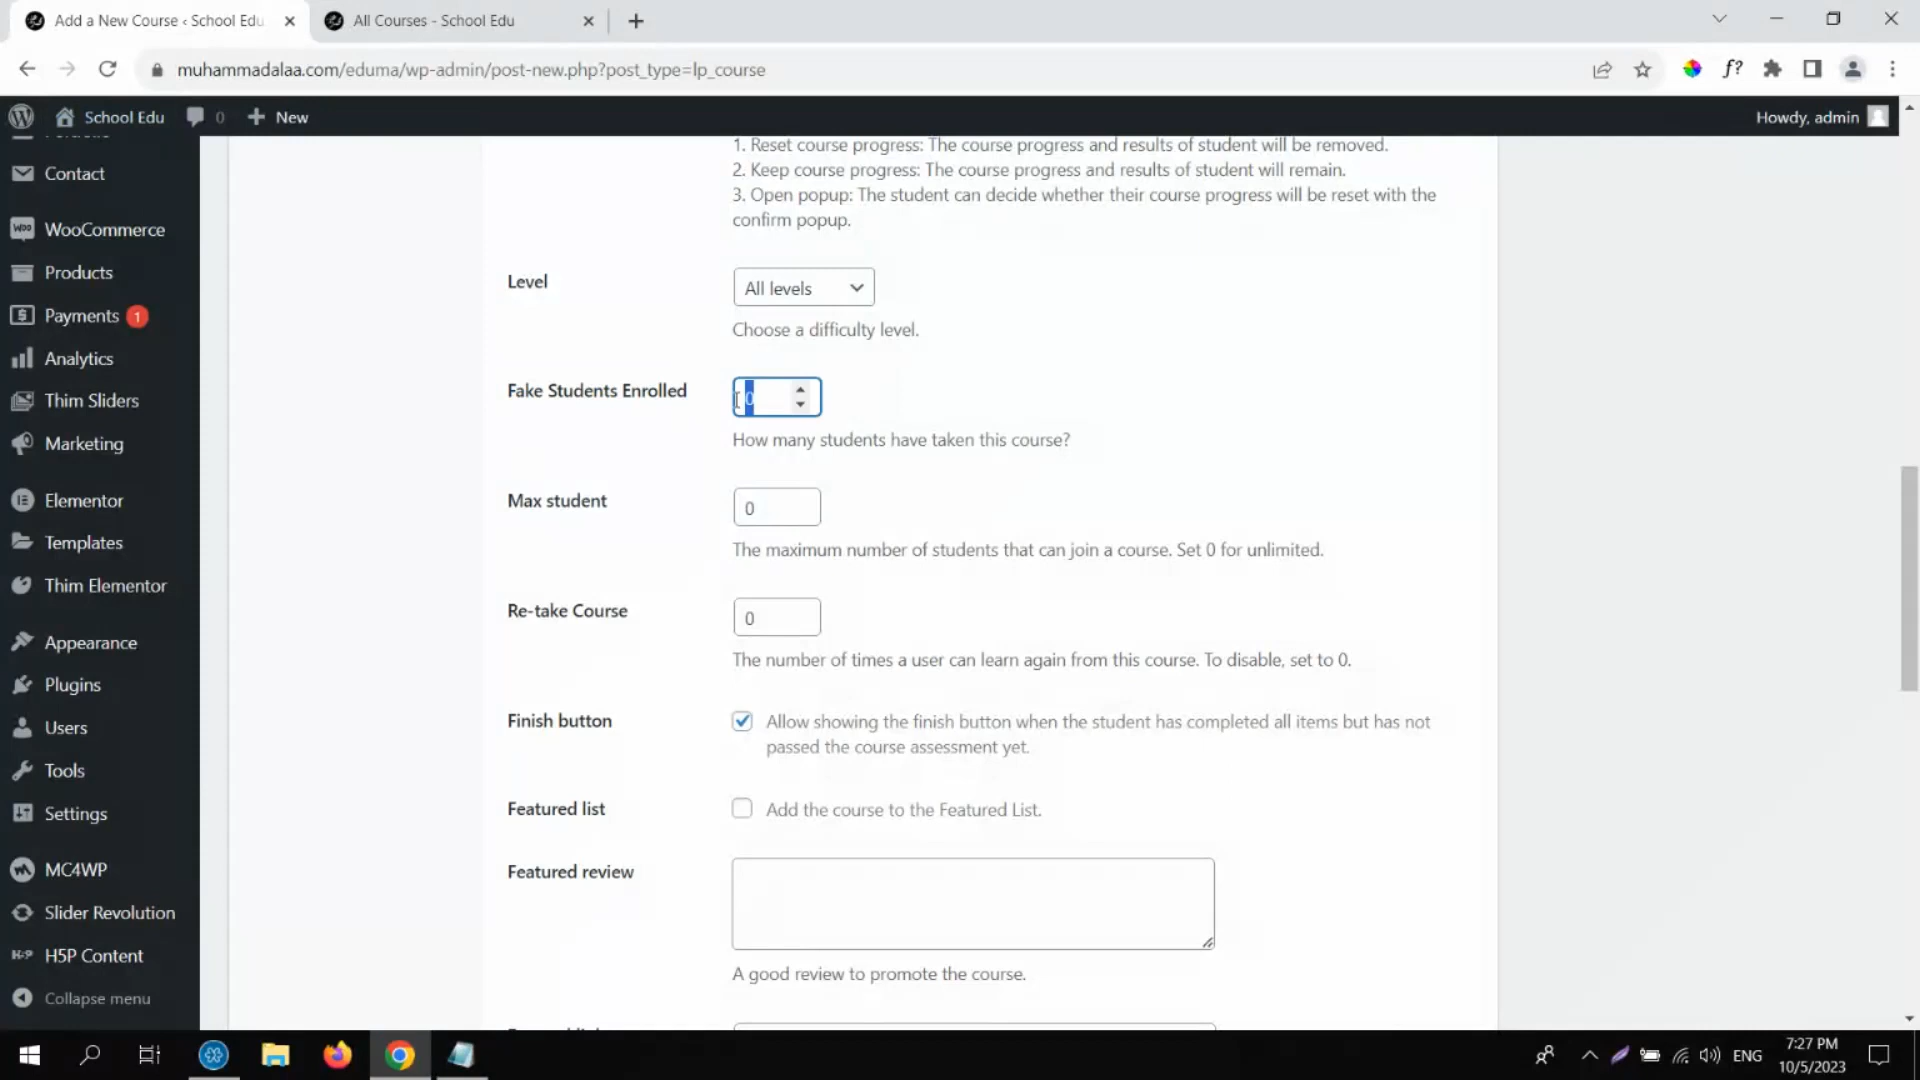 Add a New Course ‹ School Edu
All Courses - School Edu
muhammadalaa.com/eduma/wp-admin/post-new.php?post_type=lp_course
f?
School Edu
0
New
Howdy, admin
Contact
WooCommerce
Products
Payments 1
Analytics
Thim Sliders
Marketing
Elementor
Templates
Thim Elementor
Appearance
Plugins
Users
Tools
Settings
MC4WP
Slider Revolution
H5P Content
Collapse menu
1. Reset course progress: The course progress and results of student will be removed.
2. Keep course progress: The course progress and results of student will remain.
3. Open popup: The student can decide whether their course progress will be reset with the
confirm popup.
Level
All levels
Choose a difficulty level.
Fake Students Enrolled
0
How many students have taken this course?
Max student
0
The maximum number of students that can join a course. Set 0 for unlimited.
Re-take Course
0
The number of times a user can learn again from this course. To disable, set to 0.
Finish button
Allow showing the finish button when the student has completed all items but has not
passed the course assessment yet.
Featured list
Add the course to the Featured List.
Featured review
A good review to promote the course.
ENG
7:27 PM
10/5/2023